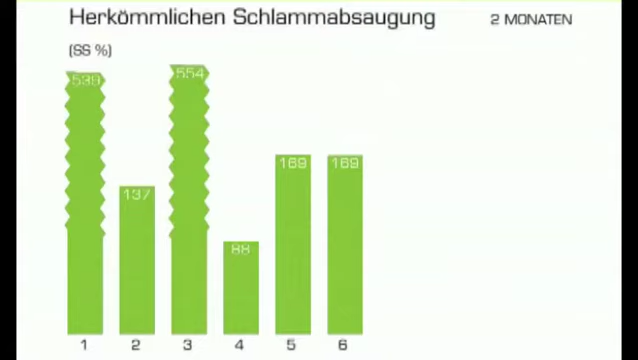 Herkömmlichen Schlammabsaugung
2 MONATEN
(SS %)
539
137
554
88
169
169
1 2 3 4 5 6